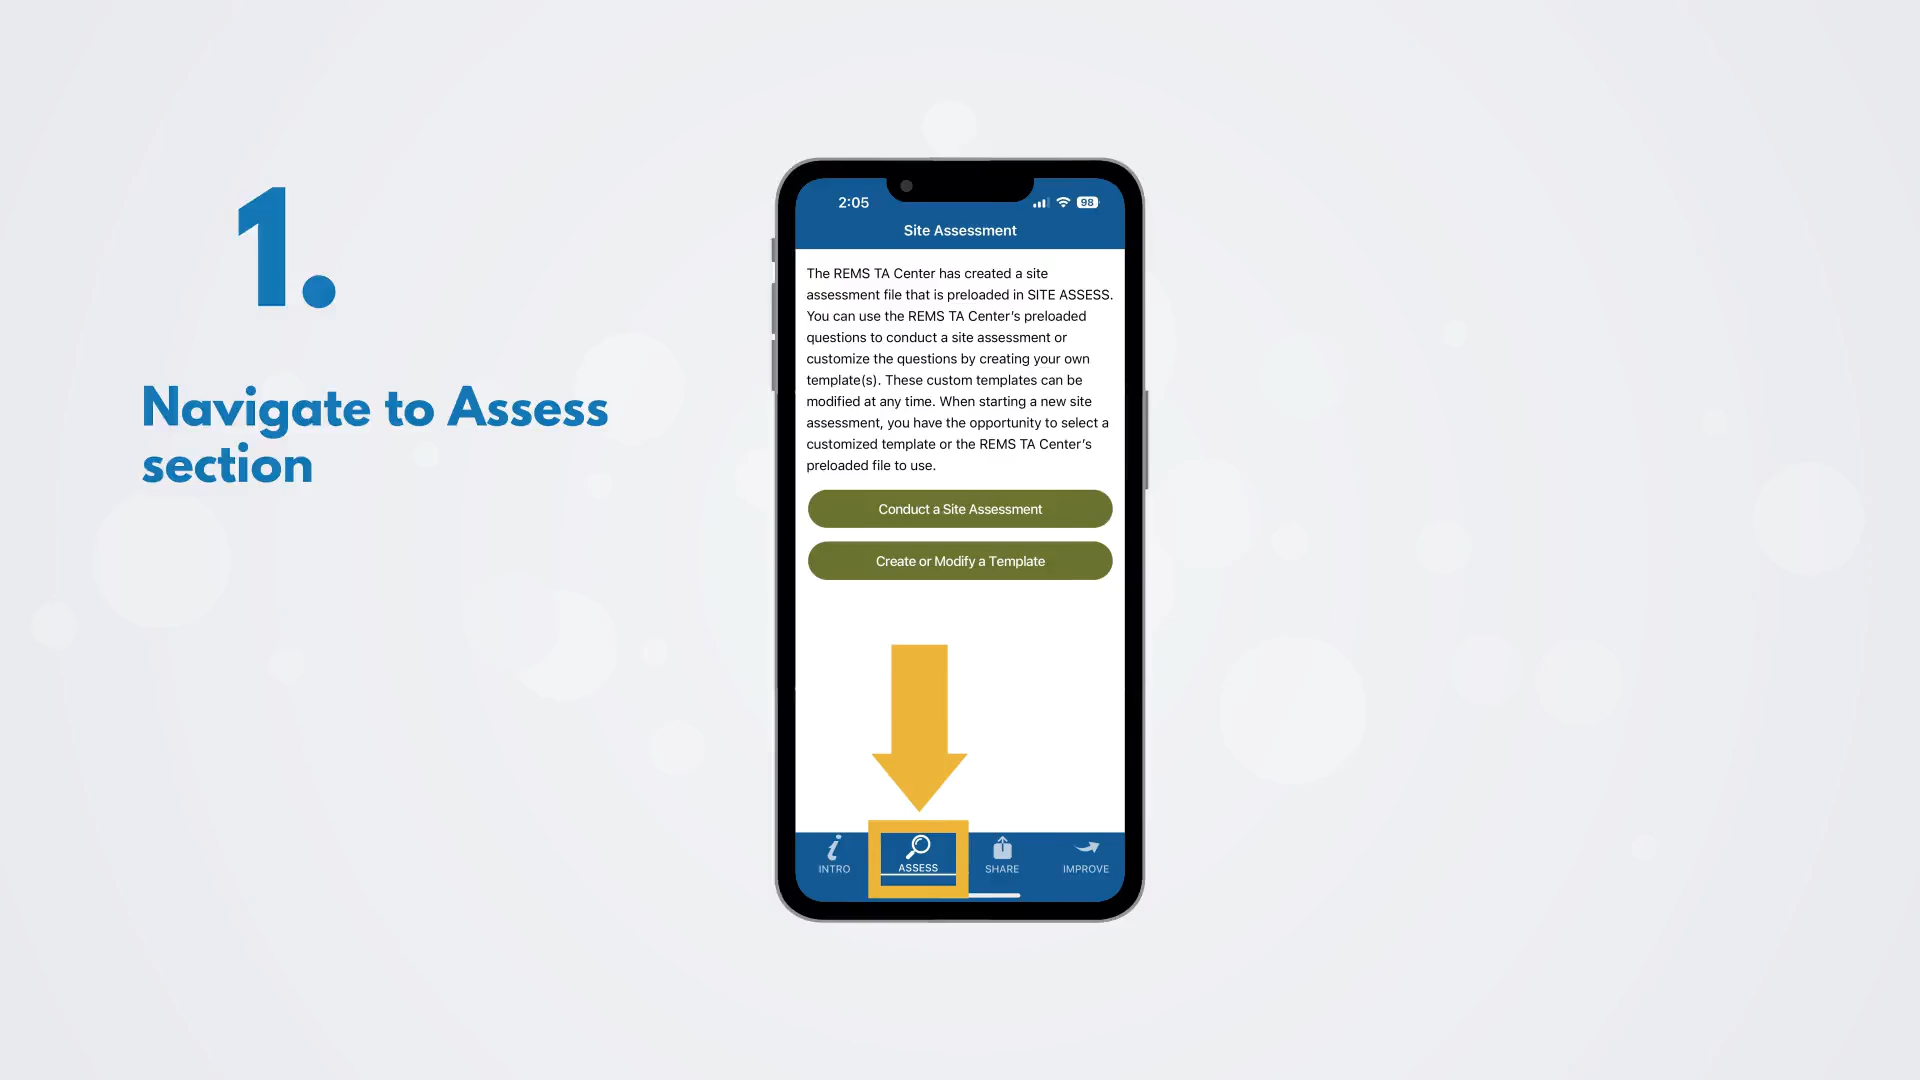 1.
Navigate to Assess
section
2:05
98
Site Assessment
The REMS TA Center has created a site
assessment file that is preloaded in SITE ASSESS.
You can use the REMS TA Center's preloaded
questions to conduct a site assessment or
customize the questions by creating your own
template(s). These custom templates can be
modified at any time. When starting a new site
assessment, you have the opportunity to select a
customized template or the REMS TA Center's
preloaded file to use.
Conduct a Site Assessment
Create or Modify a Template
INTRO
ASSESS
SHARE
IMPROVE